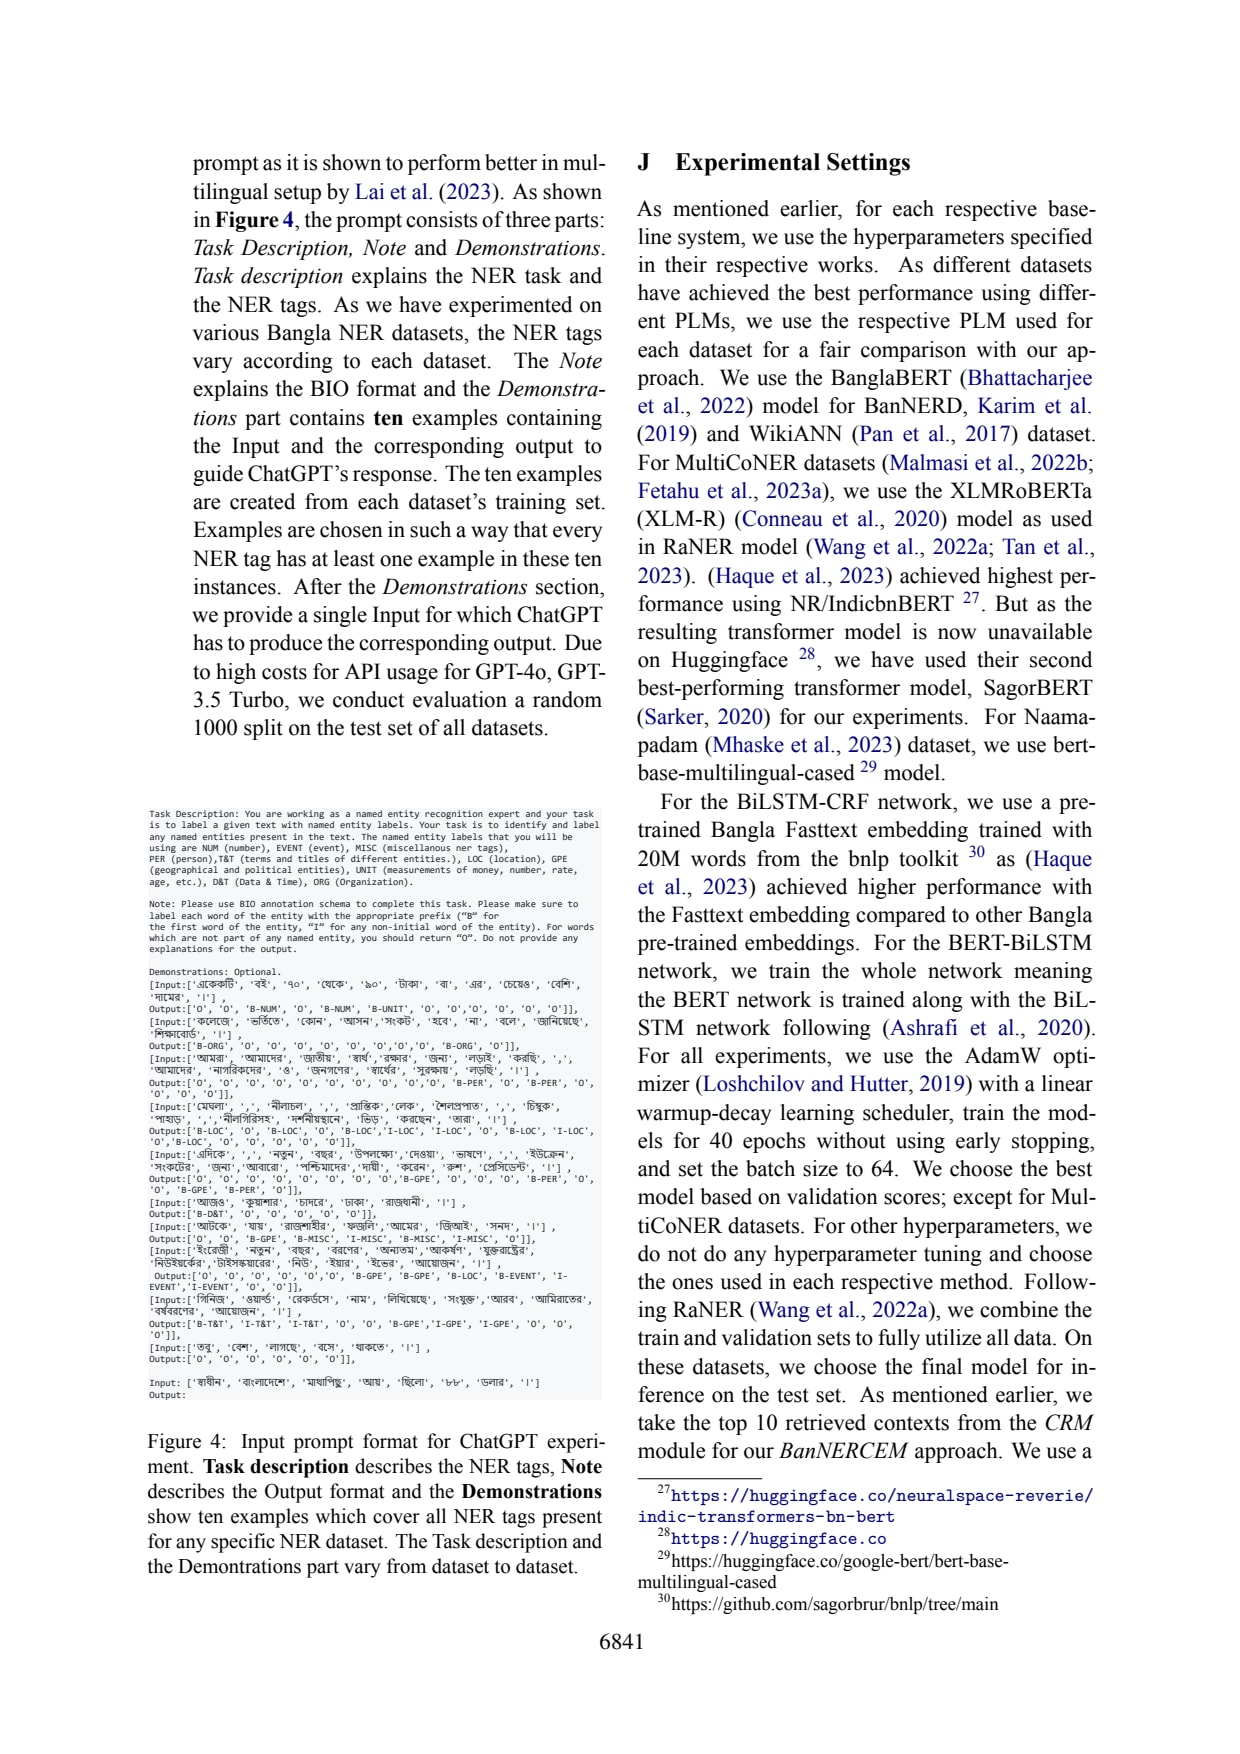 prompt as it is shown to perform better in mul-
tilingual setup by Lai et al. (2023). As shown
in Figure 4, the prompt consists of three parts:
Task Description, Note and Demonstrations.
Task description explains the NER task and
the NER tags. As we have experimented on
various Bangla NER datasets, the NER tags
vary according to each dataset. The Note
explains the BIO format and the Demonstra-
tions part contains ten examples containing
the Input and the corresponding output to
guide ChatGPT's response. The ten examples
are created from each dataset's training set.
Examples are chosen in such a way that every
NER tag has at least one example in these ten
instances. After the Demonstrations section,
we provide a single Input for which ChatGPT
has to produce the corresponding output. Due
to high costs for API usage for GPT-4o, GPT-
3.5 Turbo, we conduct evaluation a random
1000 split on the test set of all datasets.
Task Description: You are working as a named entity recognition expert and your task
is to label a given text with named entity labels. Your task is to identify and label
any named entities present in the text. The named entity labels that you will be
using are NUM (number), EVENT (event), MISC (miscellanous ner tags),
PER (person),T&T (terms and titles of different entities.), LOC (location), GPE
(geographical and political entities), UNIT (measurements of money, number, rate,
age, etc.), D&T (Data & Time), ORG (Organization).
Note: Please use BIO annotation schema to complete this task. Please make sure to
label each word of the entity with the appropriate prefix (“B” for
the first word of the entity, “I” for any non-initial word of the entity). For words
which are not part of any named entity, you should return “O”. Do not provide any
explanations for the output.
Demonstrations: Optional.
[Input:['একেকটি', 'বই', '৭০', 'থেকে', '৯০', 'টাকা', 'বা', 'এর', 'চেয়েও', 'বেশি',
'দামের', '।'] ,
Output:['O', 'O', 'B-NUM', 'O', 'B-NUM', 'B-UNIT', 'O', 'O','O', 'O', 'O', 'O']],
[Input:['কলেজে', 'ভর্তিতে', 'কোন', 'আসন','সংকট', 'হবে', 'না', 'বলে', 'জানিয়েছে',
'শিক্ষাবোর্ড', '।'] ,
Output:['B-ORG', 'O', 'O', 'O', 'O', 'O','O','O','O', 'B-ORG', 'O']],
[Input:['আমরা', 'আমাদের', 'জাতীয়', 'স্বার্থ','রক্ষার', 'জন্য', 'লড়াই', 'করছি', ',',
'আমাদের', 'নাগরিকদের', 'ও', 'জনগণের', 'স্বার্থের', 'সুরক্ষায়', 'লড়ছি', '।'] ,
Output:['O', 'O', 'O', 'O', 'O', 'O', 'O', 'O','O', 'B-PER', 'O', 'B-PER', 'O',
'O', 'O', 'O']],
[Input:['মেঘলা', ',', 'নীলাচল', ',', 'প্রান্তিক','লেক', 'শৈলপ্রপাত', ',', 'চিম্বুক',
'পাহাড়', ',','নীলগিরিসহ', 'দর্শনীয়স্থানে', 'ভিড়', 'করছেন', 'তারা', '।'] ,
Output:['B-LOC', 'O', 'B-LOC', 'O', 'B-LOC','I-LOC', 'I-LOC', 'O', 'B-LOC', 'I-LOC',
'O','B-LOC', 'O', 'O', 'O', 'O', 'O']],
[Input:['এদিকে', ',', 'নতুন', 'বছর', 'উপলক্ষ্যে','দেওয়া', 'ভাষণে', ',', 'ইউক্রেন',
'সংকটের', 'জন্য','আবারো', 'পশ্চিমাদের','দায়ী', 'করেন', 'রুশ', 'প্রেসিডেন্ট', '।'] ,
Output:['O', 'O', 'O', 'O', 'O', 'O','O', 'O','B-GPE', 'O', 'O', 'O', 'B-PER', 'O',
'O', 'B-GPE', 'B-PER', 'O']],
[Input:['আজও', 'কুয়াশার', 'চাদরে', 'ঢাকা', 'রাজধানী', '।'] ,
Output:['B-D&T', 'O', 'O', 'O', 'O', 'O']],
[Input:['আটকে', 'যায়', 'রাজশাহীর', 'ফজলি','আমের', 'জিআই', 'সনদ', '।'] ,
Output:['O', 'O', 'B-GPE', 'B-MISC', 'I-MISC', 'B-MISC', 'I-MISC', 'O']],
[Input:['ইংরেজী', 'নতুন', 'বছর', 'বরণের', 'অন্যতম','আকর্ষণ', 'যুক্তরাষ্ট্রের',
'নিউইয়র্কের','টাইসস্কয়ারের', 'নিউ', 'ইয়ার', 'ইভের', 'আয়োজন', '।'] ,
Output:['O', 'O', 'O', 'O', 'O','O', 'B-GPE', 'B-GPE', 'B-LOC', 'B-EVENT', 'I-
EVENT','I-EVENT', 'O', 'O']],
[Input:['গিনিজ', 'ওয়ার্ল্ড', 'রেকর্ডসে', 'নাম', 'লিখিয়েছে', 'সংযুক্ত','আরব', 'আমিরাতের',
'বর্ষবরণের', 'আয়োজন', '।'] ,
Output:['B-T&T', 'I-T&T', 'I-T&T', 'O', 'O', 'B-GPE','I-GPE', 'I-GPE', 'O', 'O',
'O']],
[Input:['তবু', 'বেশ', 'লাগছে', 'বসে', 'থাকতে', '।'] ,
Output:['O', 'O', 'O', 'O', 'O', 'O']],
Input: ['স্বাধীন', 'বাংলাদেশে', 'মাথাপিছু', 'আয়', 'ছিলো', '৮৮', 'ডলার', '।']
Output:
Figure 4: Input prompt format for ChatGPT experi-
ment. Task description describes the NER tags, Note
describes the Output format and the Demonstrations
show ten examples which cover all NER tags present
for any specific NER dataset. The Task description and
the Demontrations part vary from dataset to dataset.
J Experimental Settings
As mentioned earlier, for each respective base-
line system, we use the hyperparameters specified
in their respective works. As different datasets
have achieved the best performance using differ-
ent PLMs, we use the respective PLM used for
each dataset for a fair comparison with our ap-
proach. We use the BanglaBERT (Bhattacharjee
et al., 2022) model for BanNERD, Karim et al.
(2019) and WikiANN (Pan et al., 2017) dataset.
For MultiCoNER datasets (Malmasi et al., 2022b;
Fetahu et al., 2023a), we use the XLMRoBERTa
(XLM-R) (Conneau et al., 2020) model as used
in RaNER model (Wang et al., 2022a; Tan et al.,
2023). (Haque et al., 2023) achieved highest per-
formance using NR/IndicbnBERT 27. But as the
resulting transformer model is now unavailable
on Huggingface 28, we have used their second
best-performing transformer model, SagorBERT
(Sarker, 2020) for our experiments. For Naama-
padam (Mhaske et al., 2023) dataset, we use bert-
base-multilingual-cased 29 model.
For the BiLSTM-CRF network, we use a pre-
trained Bangla Fasttext embedding trained with
20M words from the bnlp toolkit 30 as (Haque
et al., 2023) achieved higher performance with
the Fasttext embedding compared to other Bangla
pre-trained embeddings. For the BERT-BiLSTM
network, we train the whole network meaning
the BERT network is trained along with the BiL-
STM network following (Ashrafi et al., 2020).
For all experiments, we use the AdamW opti-
mizer (Loshchilov and Hutter, 2019) with a linear
warmup-decay learning scheduler, train the mod-
els for 40 epochs without using early stopping,
and set the batch size to 64. We choose the best
model based on validation scores; except for Mul-
tiCoNER datasets. For other hyperparameters, we
do not do any hyperparameter tuning and choose
the ones used in each respective method. Follow-
ing RaNER (Wang et al., 2022a), we combine the
train and validation sets to fully utilize all data. On
these datasets, we choose the final model for in-
ference on the test set. As mentioned earlier, we
take the top 10 retrieved contexts from the CRM
module for our BanNERCEM approach. We use a
27https://huggingface.co/neuralspace-reverie/
indic-transformers-bn-bert
28https://huggingface.co
29https://huggingface.co/google-bert/bert-base-
multilingual-cased
30https://github.com/sagorbrur/bnlp/tree/main
6841